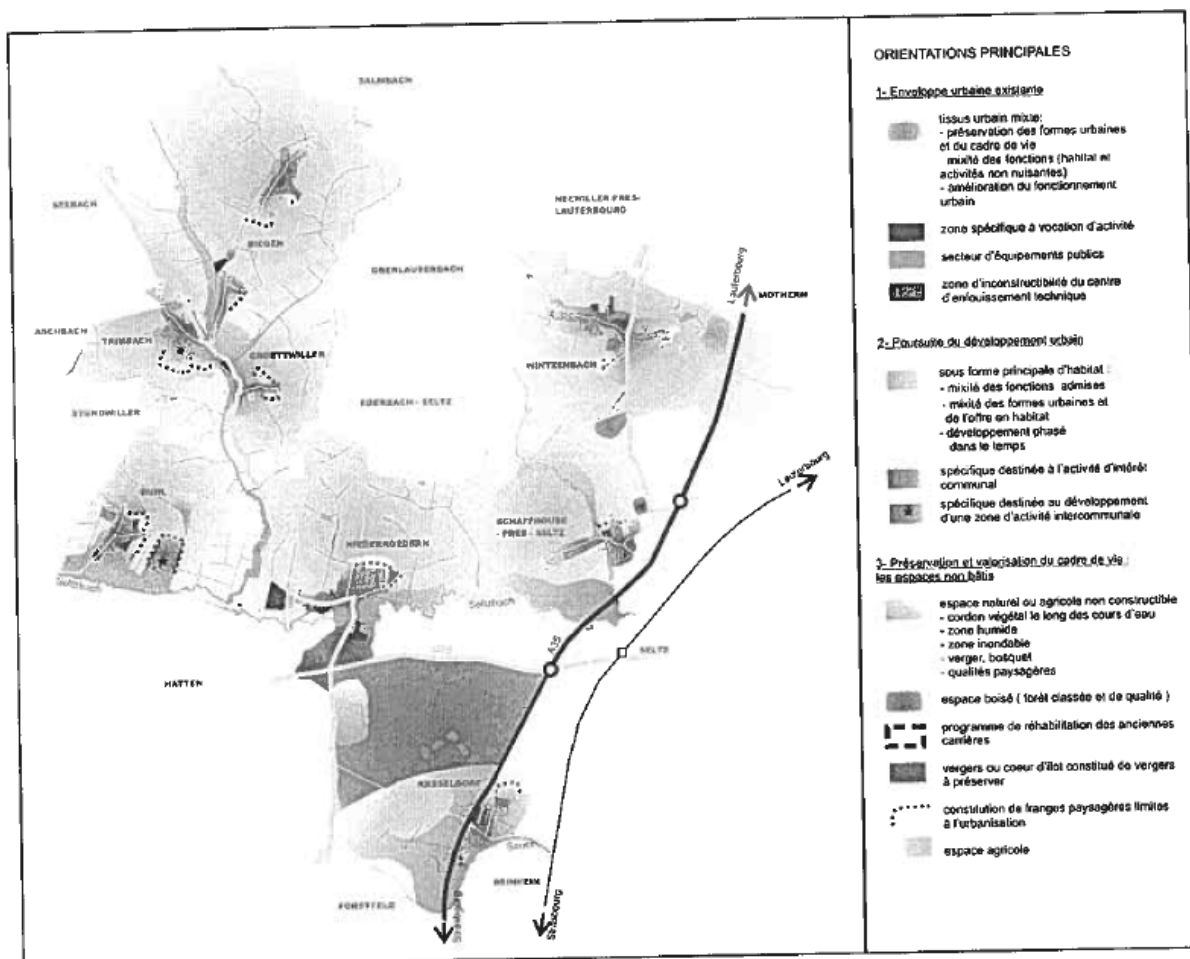 SALMBACH
SEEBACH
SIEGEN
NEEWILLER-PRES-
LAUTERBOURG
OBERLAUTERBACH
Lauterbourg
MOTHERN
ASCHBACH
TRIMBACH
CROETTWILLER
WINTZENBACH
STUNDWILLER
EBERBACH - SELTZ
Lauterbourg
BUHL
SCHAFFHOUSE
- PRES - SELTZ
NIEDERROEDERN
Seltzbach
A35
SELTZ
HATTEN
KESSELDORF
BEINHEIM
FORSTFELD
Strasbourg
Strasbourg
ORIENTATIONS PRINCIPALES
1- Enveloppe urbaine existante
tissus urbain mixte:
- préservation des formes urbaines
et du cadre de vie
mixité des fonctions (habitat et
activités non nuisantes)
- amélioration du fonctionnement
urbain
zone spécifique à vocation d'activité
secteur d'équipements publics
zone d'inconstructibilité du centre
d'enfouissement technique
2- Poursuite du développement urbain
sous forme principale d'habitat :
- mixité des fonctions admises
- mixité des formes urbaines et
de l'offre en habitat
- développement phasé
dans le temps
spécifique destinée à l'activité d'intérêt
communal
spécifique destinée au développement
d'une zone d'activité intercommunale
3- Préservation et valorisation du cadre de vie :
les espaces non bâtis
espace naturel ou agricole non constructible
- cordon végétal le long des cours d'eau
- zone humide
- zone inondable
- verger, bosquet
- qualités paysagères
espace boisé ( forêt classée et de qualité )
programme de réhabilitation des anciennes
carrières
vergers ou coeur d'îlot constitué de vergers
à préserver
constitution de franges paysagères limites
à l'urbanisation
espace agricole